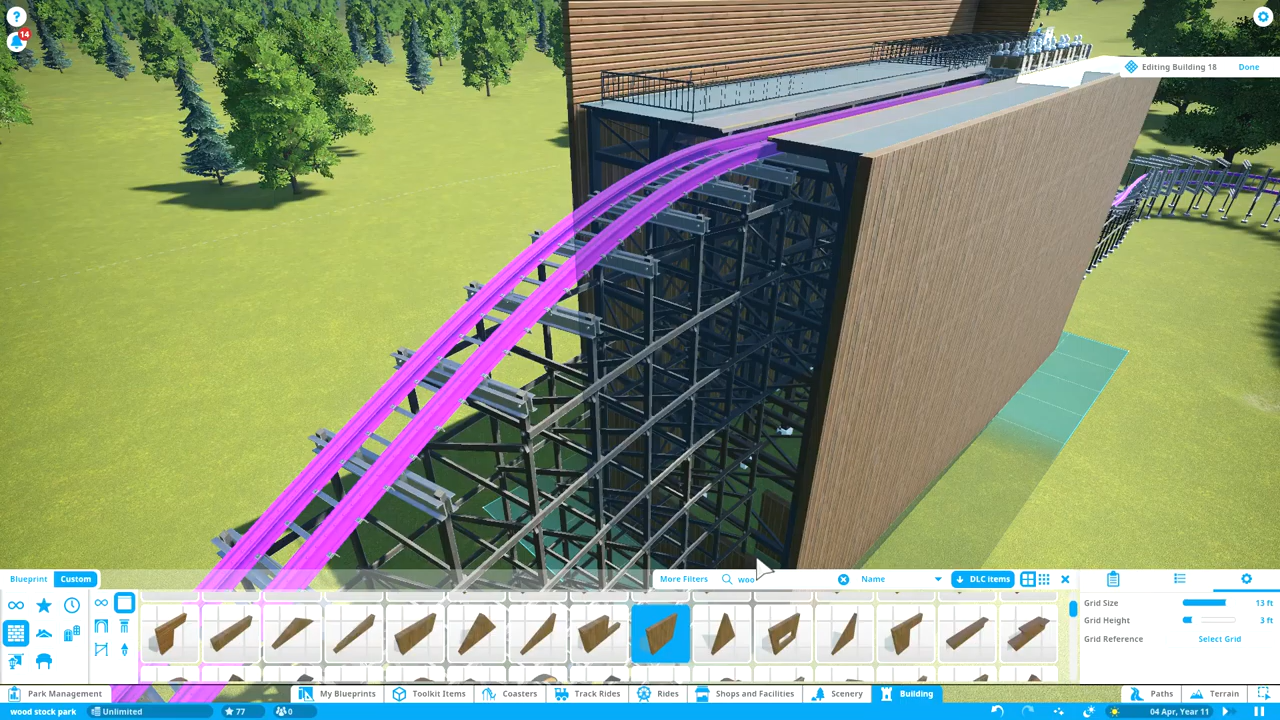 ?
14
Editing Building 18 Done
Blueprint Custom
More Filters woo Name DLC items
Grid Size 13 ft
Grid Height 3 ft
Grid Reference Select Grid
Park Management My Blueprints Toolkit Items Coasters Track Rides Rides Shops and Facilities Scenery Building Paths Terrain
wood stock park Unlimited 77 0 04 Apr, Year 11